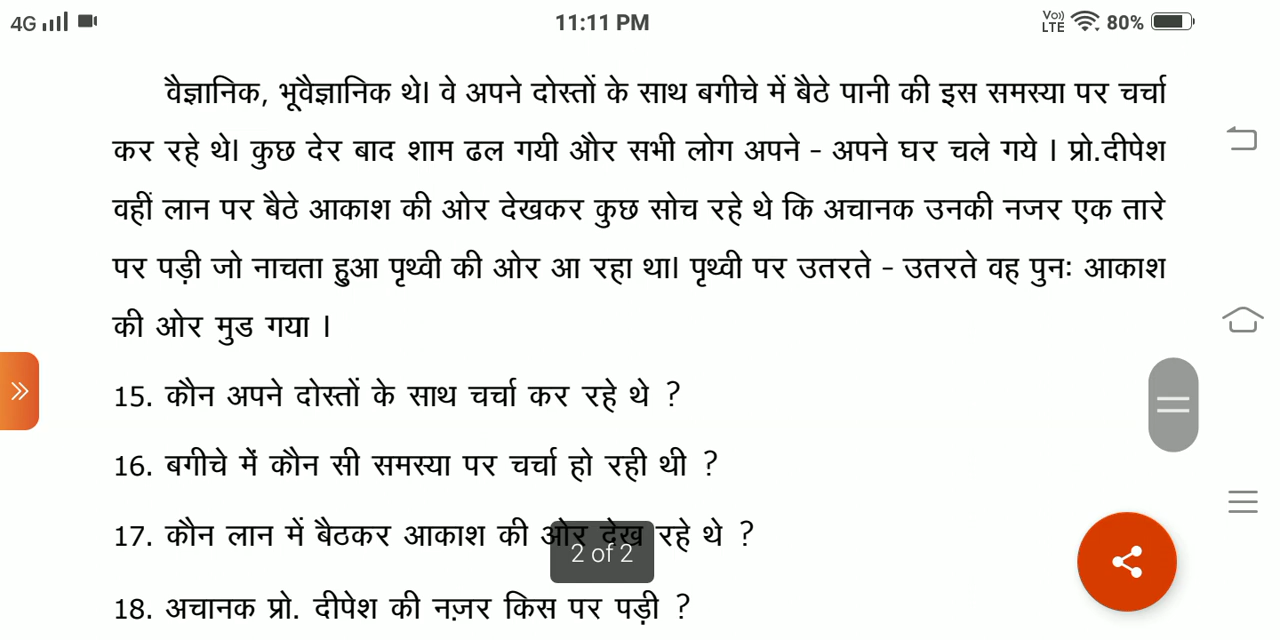 4G 11:11 PM Vo)) LTE 80%
वैज्ञानिक, भूवैज्ञानिक थे। वे अपने दोस्तों के साथ बगीचे में बैठे पानी की इस समस्या पर चर्चा
कर रहे थे। कुछ देर बाद शाम ढल गयी और सभी लोग अपने - अपने घर चले गये । प्रो.दीपेश
वहीं लान पर बैठे आकाश की ओर देखकर कुछ सोच रहे थे कि अचानक उनकी नजर एक तारे
पर पड़ी जो नाचता हुआ पृथ्वी की ओर आ रहा था। पृथ्वी पर उतरते - उतरते वह पुनः आकाश
की ओर मुड गया ।
15. कौन अपने दोस्तों के साथ चर्चा कर रहे थे ?
16. बगीचे में कौन सी समस्या पर चर्चा हो रही थी ?
17. कौन लान में बैठकर आकाश की ओर देख रहे थे ?
2 of 2
18. अचानक प्रो. दीपेश की नज़र किस पर पड़ी ?